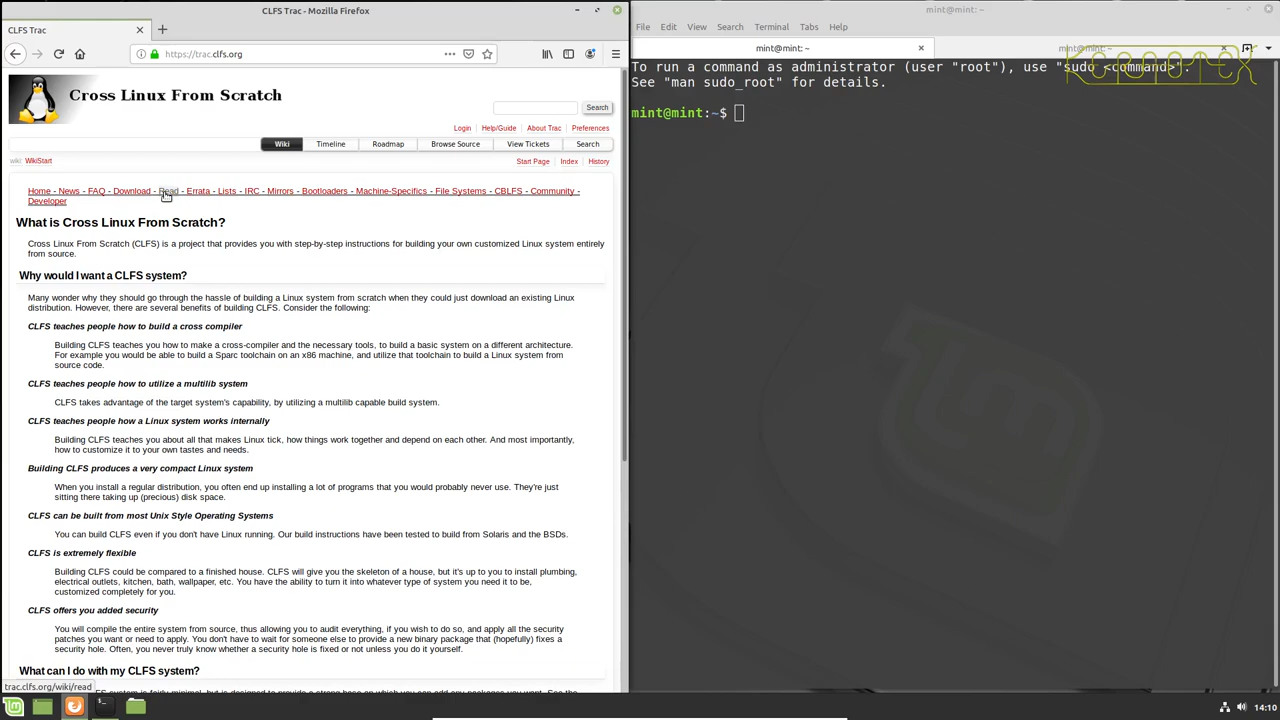 CLFS Trac - Mozilla Firefox
CLFS Trac
https://trac.clfs.org
Cross Linux From Scratch
Search
Login | Help/Guide | About Trac | Preferences
Wiki | Timeline | Roadmap | Browse Source | View Tickets | Search
wiki: WikiStart
Start Page | Index | History
Home - News - FAQ - Download - Read - Errata - Lists - IRC - Mirrors - Bootloaders - Machine-Specifics - File Systems - CBLFS - Community -
Developer
What is Cross Linux From Scratch?
Cross Linux From Scratch (CLFS) is a project that provides you with step-by-step instructions for building your own customized Linux system entirely
from source.
Why would I want a CLFS system?
Many wonder why they should go through the hassle of building a Linux system from scratch when they could just download an existing Linux
distribution. However, there are several benefits of building CLFS. Consider the following:
CLFS teaches people how to build a cross compiler
Building CLFS teaches you how to make a cross-compiler and the necessary tools, to build a basic system on a different architecture.
For example you would be able to build a Sparc toolchain on an x86 machine, and utilize that toolchain to build a Linux system from
source code.
CLFS teaches people how to utilize a multilib system
CLFS takes advantage of the target system's capability, by utilizing a multilib capable build system.
CLFS teaches people how a Linux system works internally
Building CLFS teaches you about all that makes Linux tick, how things work together and depend on each other. And most importantly,
how to customize it to your own tastes and needs.
Building CLFS produces a very compact Linux system
When you install a regular distribution, you often end up installing a lot of programs that you would probably never use. They're just
sitting there taking up (precious) disk space.
CLFS can be built from most Unix Style Operating Systems
You can build CLFS even if you don't have Linux running. Our build instructions have been tested to build from Solaris and the BSDs.
CLFS is extremely flexible
Building CLFS could be compared to a finished house. CLFS will give you the skeleton of a house, but it's up to you to install plumbing,
electrical outlets, kitchen, bath, wallpaper, etc. You have the ability to turn it into whatever type of system you need it to be,
customized completely for you.
CLFS offers you added security
You will compile the entire system from source, thus allowing you to audit everything, if you wish to do so, and apply all the security
patches you want or need to apply. You don't have to wait for someone else to provide a new binary package that (hopefully) fixes a
security hole. Often, you never truly know whether a security hole is fixed or not unless you do it yourself.
What can I do with my CLFS system?
trac.clfs.org/wiki/read
mint@mint: ~
File Edit View Search Terminal Tabs Help
mint@mint: ~
mint@mint: ~
To run a command as administrator (user "root"), use "sudo <command>".
See "man sudo_root" for details.
mint@mint:~$
14:10